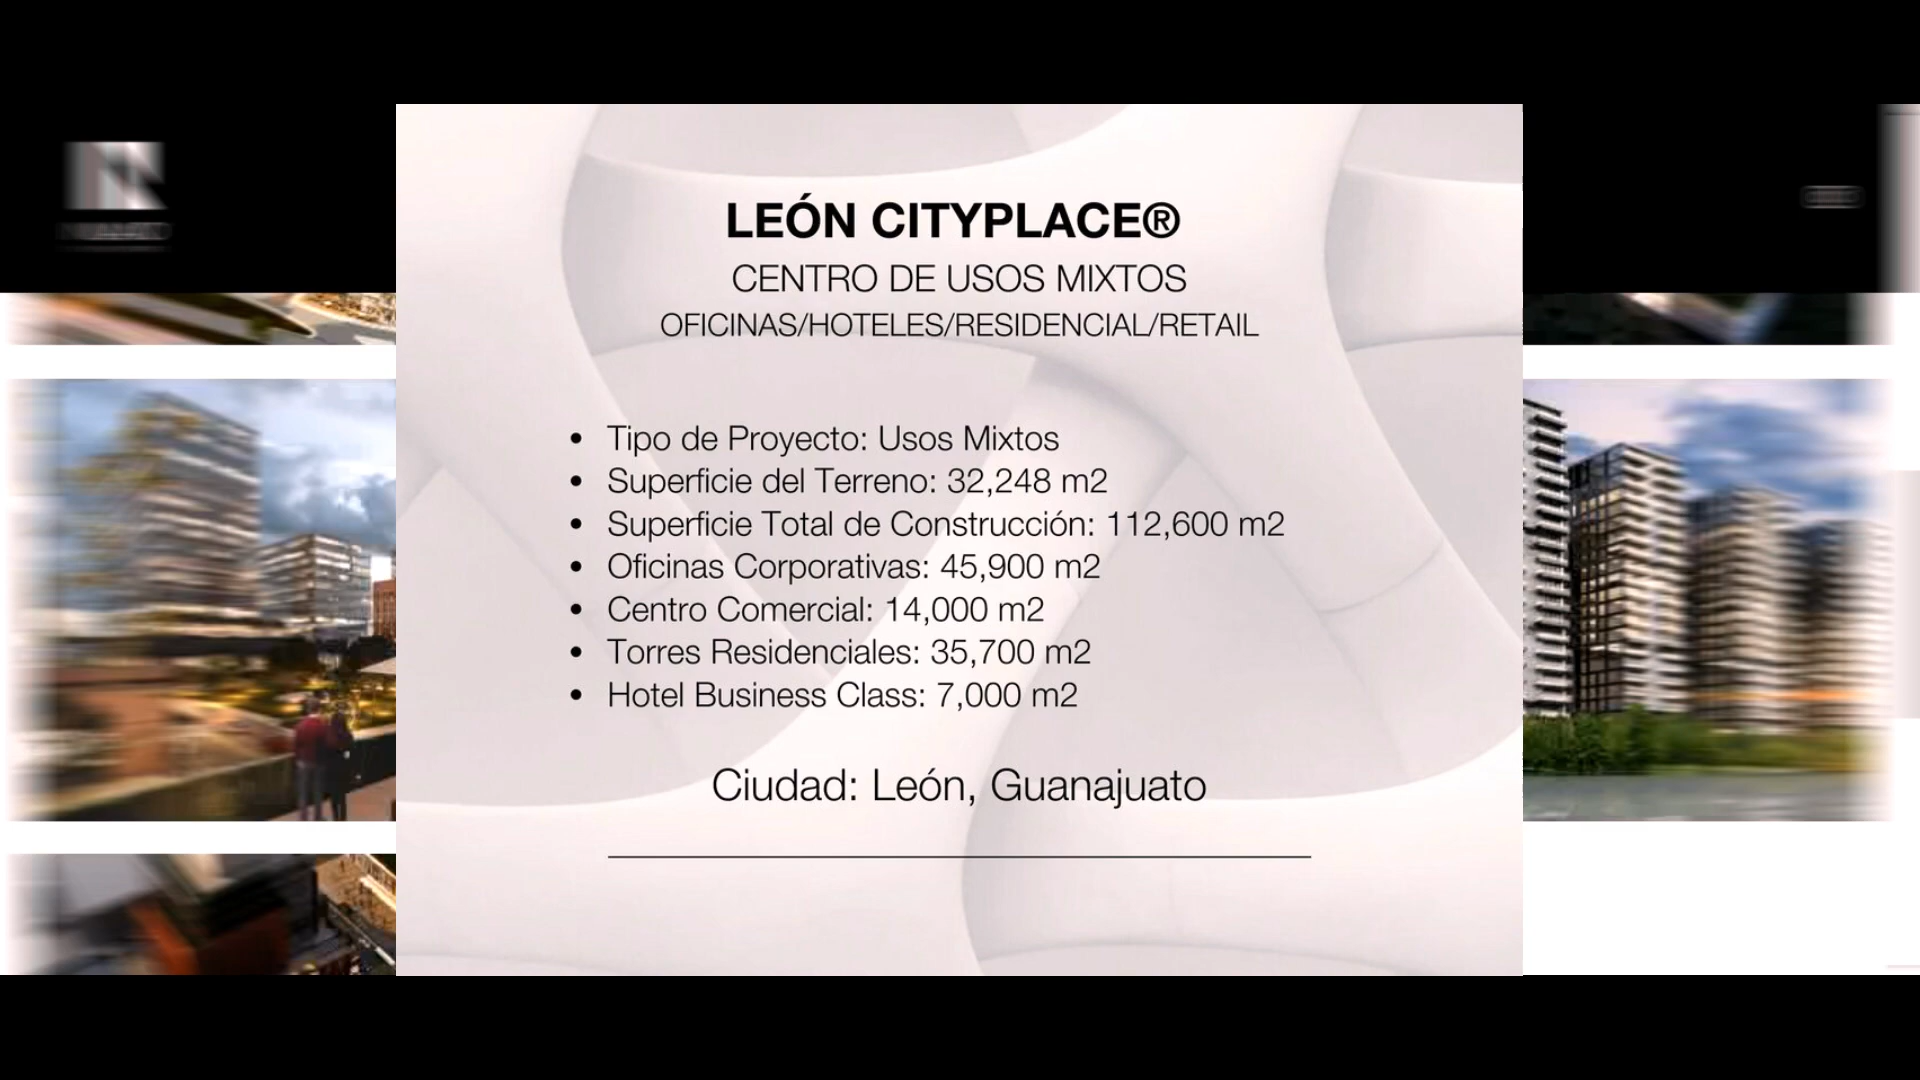 LEÓN CITYPLACE®
CENTRO DE USOS MIXTOS
OFICINAS/HOTELES/RESIDENCIAL/RETAIL
• Tipo de Proyecto: Usos Mixtos
• Superficie del Terreno: 32,248 m2
• Superficie Total de Construcción: 112,600 m2
• Oficinas Corporativas: 45,900 m2
• Centro Comercial: 14,000 m2
• Torres Residenciales: 35,700 m2
• Hotel Business Class: 7,000 m2
Ciudad: León, Guanajuato